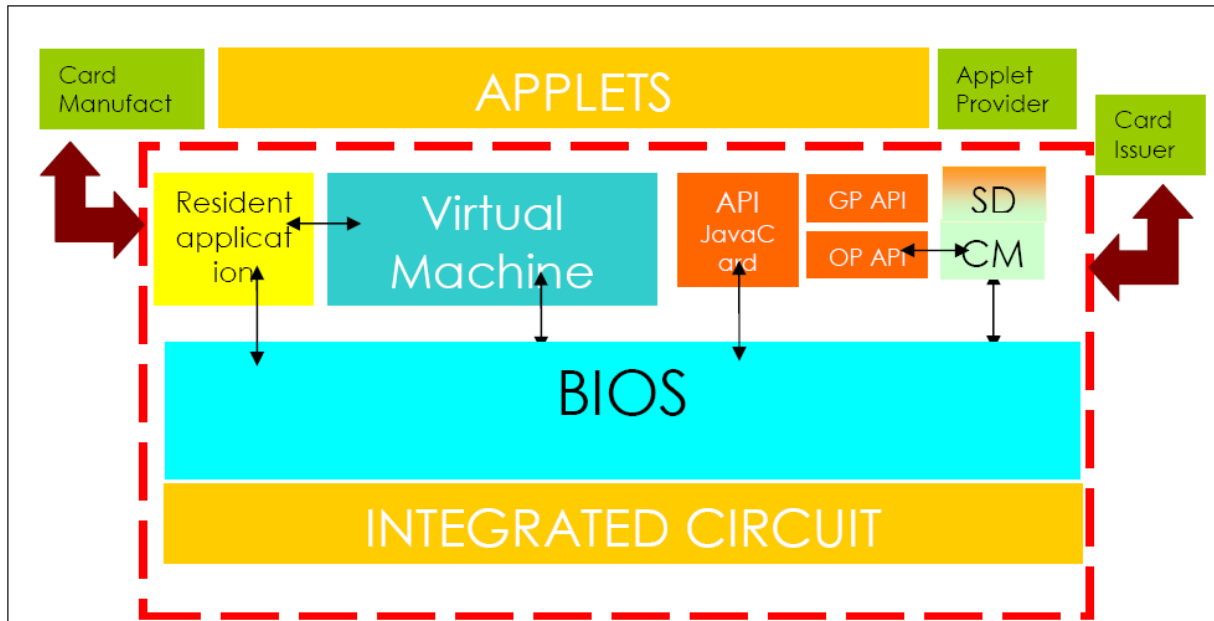 Card
Manufact
APPLETS
Applet
Provider
Card
Issuer
Resident
applicat
ion
Virtual
Machine
API
JavaC
ard
GP API
OP API
SD
CM
BIOS
INTEGRATED CIRCUIT